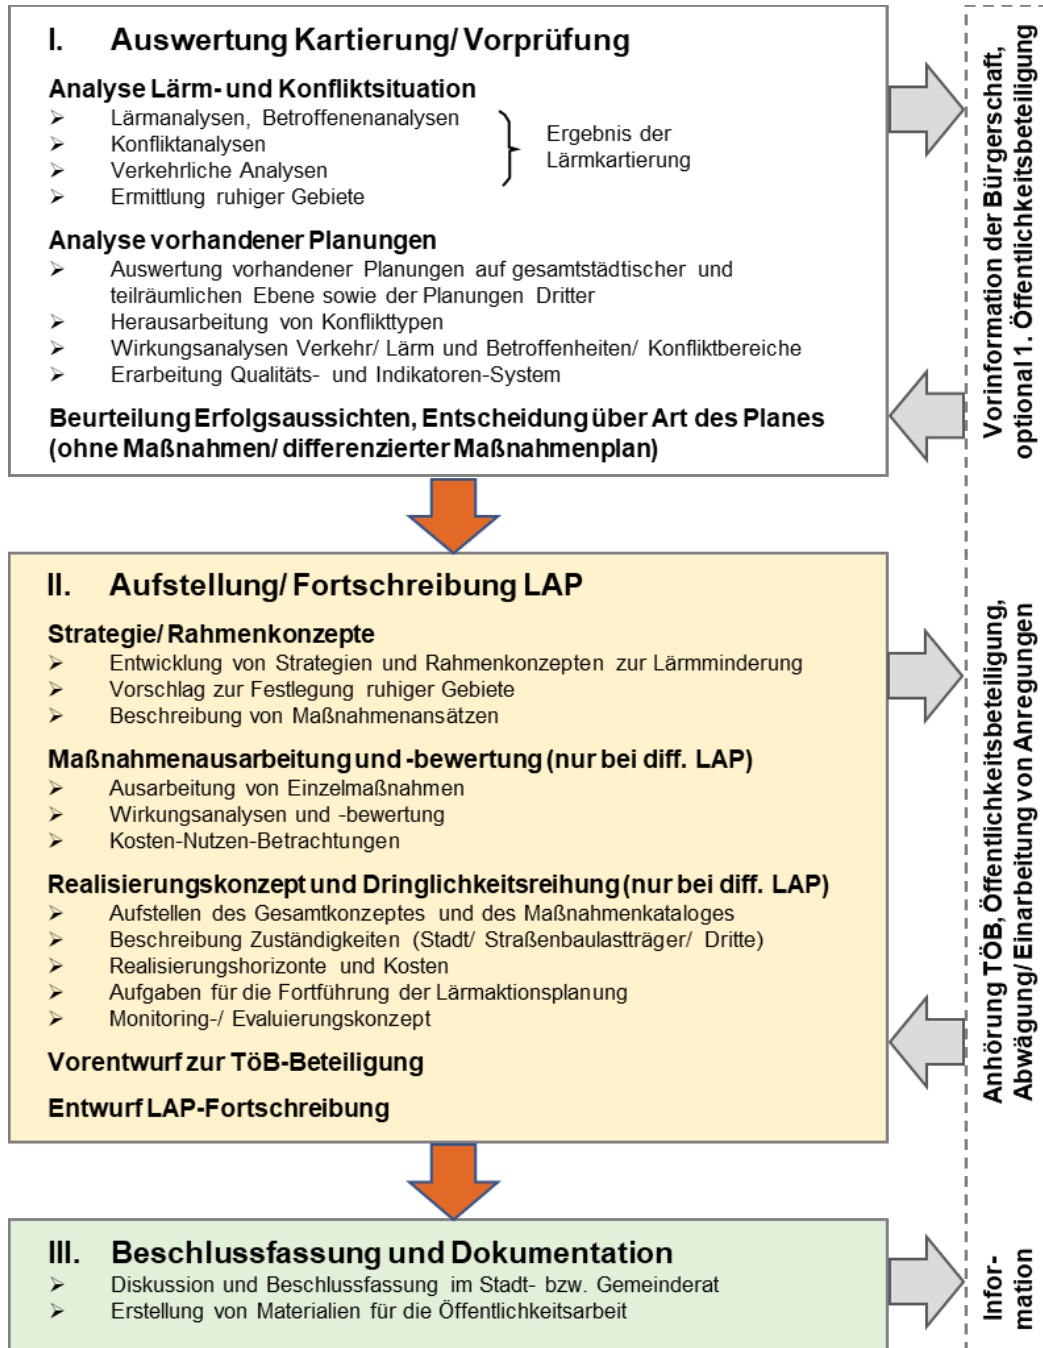 I. Auswertung Kartierung/ Vorprüfung
Analyse Lärm- und Konfliktsituation
➢ Lärmanalysen, Betroffenenanalysen
➢ Konfliktanalysen
➢ Verkehrliche Analysen
➢ Ermittlung ruhiger Gebiete
Ergebnis der
Lärmkartierung
Analyse vorhandener Planungen
➢ Auswertung vorhandener Planungen auf gesamtstädtischer und
teilräumlichen Ebene sowie der Planungen Dritter
➢ Herausarbeitung von Konflikttypen
➢ Wirkungsanalysen Verkehr/ Lärm und Betroffenheiten/ Konfliktbereiche
➢ Erarbeitung Qualitäts- und Indikatoren-System
Beurteilung Erfolgsaussichten, Entscheidung über Art des Planes
(ohne Maßnahmen/ differenzierter Maßnahmenplan)
Vorinformation der Bürgerschaft,
optional 1. Öffentlichkeitsbeteiligung
II. Aufstellung/ Fortschreibung LAP
Strategie/ Rahmenkonzepte
➢ Entwicklung von Strategien und Rahmenkonzepten zur Lärmminderung
➢ Vorschlag zur Festlegung ruhiger Gebiete
➢ Beschreibung von Maßnahmenansätzen
Maßnahmenausarbeitung und -bewertung (nur bei diff. LAP)
➢ Ausarbeitung von Einzelmaßnahmen
➢ Wirkungsanalysen und -bewertung
➢ Kosten-Nutzen-Betrachtungen
Realisierungskonzept und Dringlichkeitsreihung (nur bei diff. LAP)
➢ Aufstellen des Gesamtkonzeptes und des Maßnahmenkataloges
➢ Beschreibung Zuständigkeiten (Stadt/ Straßenbaulastträger/ Dritte)
➢ Realisierungshorizonte und Kosten
➢ Aufgaben für die Fortführung der Lärmaktionsplanung
➢ Monitoring-/ Evaluierungskonzept
Vorentwurf zur TöB-Beteiligung
Entwurf LAP-Fortschreibung
Anhörung TÖB, Öffentlichkeitsbeteiligung,
Abwägung/ Einarbeitung von Anregungen
III. Beschlussfassung und Dokumentation
➢ Diskussion und Beschlussfassung im Stadt- bzw. Gemeinderat
➢ Erstellung von Materialien für die Öffentlichkeitsarbeit
Infor-
mation